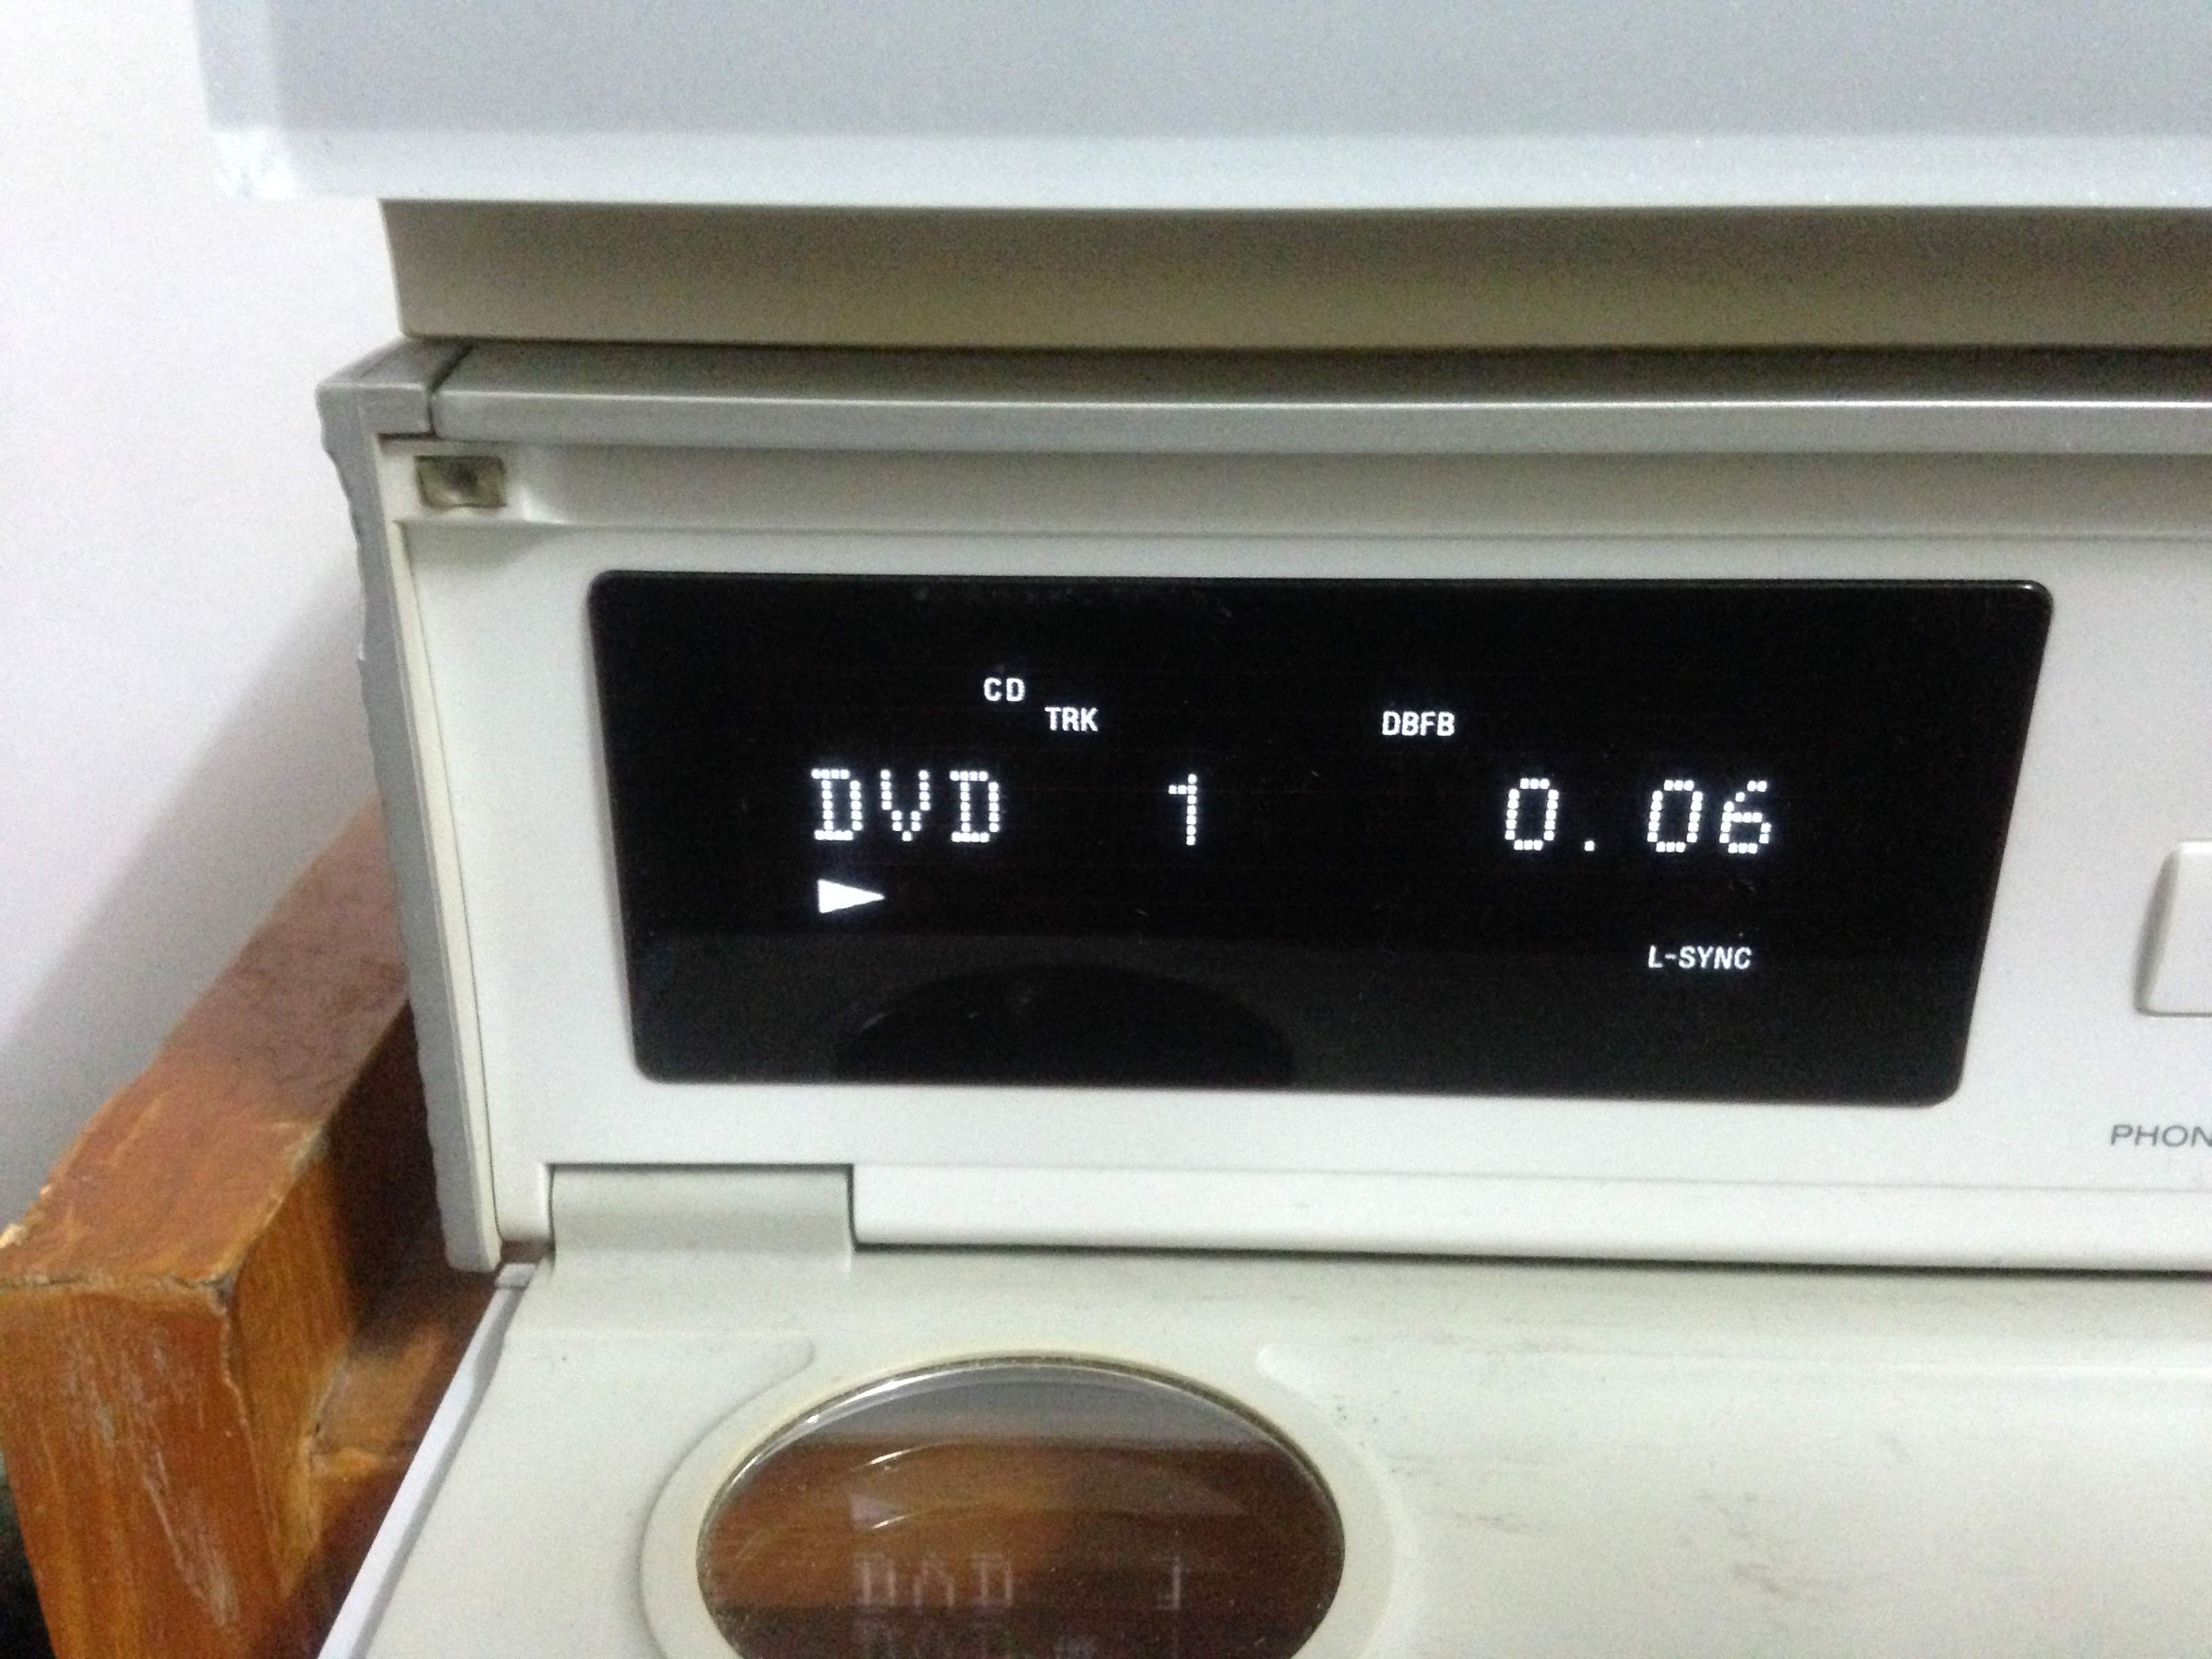 CD
TRK DBFB
DVD 1 0.06
L-SYNC
PHON